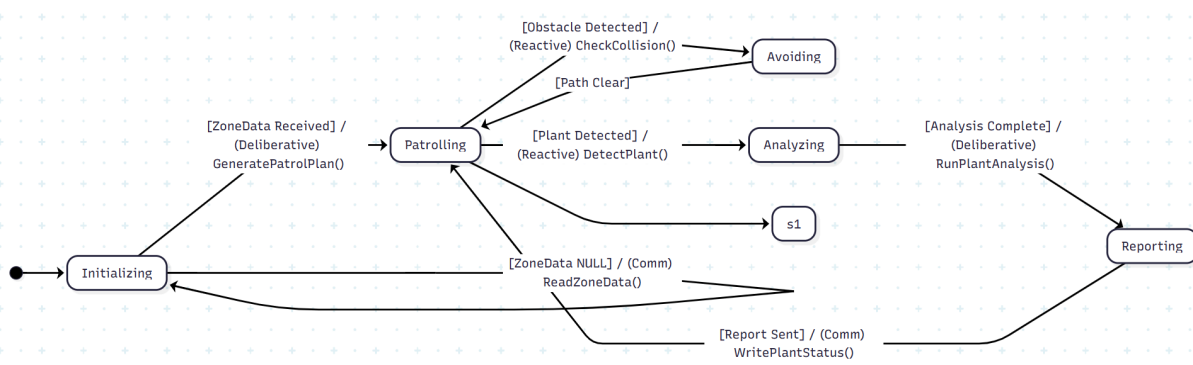 [Obstacle Detected] /
(Reactive) CheckCollision()
Avoiding
[Path Clear]
[ZoneData Received] /
(Deliberative)
GeneratePatrolPlan()
Patrolling
[Plant Detected] /
(Reactive) DetectPlant()
Analyzing
[Analysis Complete] /
(Deliberative)
RunPlantAnalysis()
s1
Reporting
Initializing
[ZoneData NULL] / (Comm)
ReadZoneData()
[Report Sent] / (Comm)
WritePlantStatus()